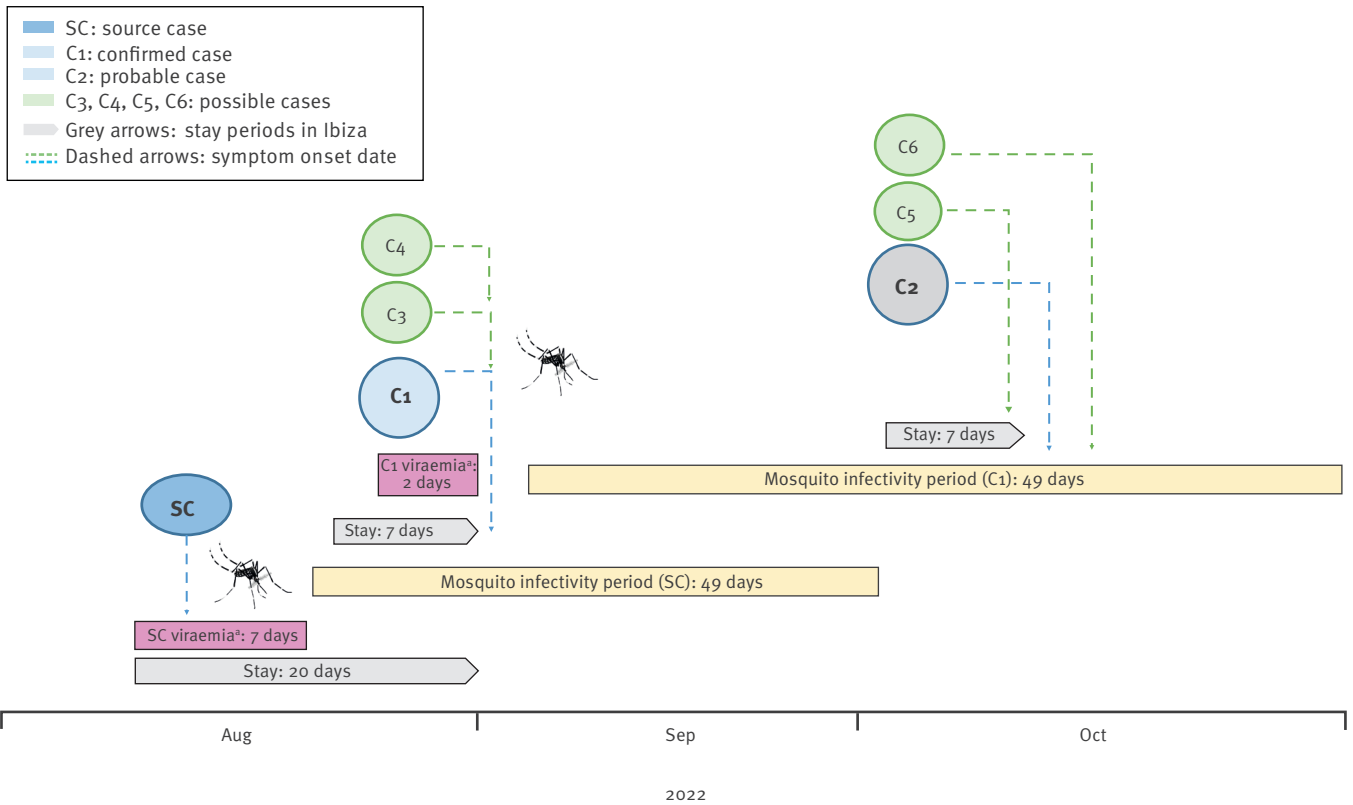 SC: source case
C1: confirmed case
C2: probable case
C3, C4, C5, C6: possible cases
Grey arrows: stay periods in Ibiza
Dashed arrows: symptom onset date
C6
C5
C2
C4
C3
C1
Stay: 7 days
C1 viraemiaᵃ:
2 days
Mosquito infectivity period (C1): 49 days
SC
Stay: 7 days
Mosquito infectivity period (SC): 49 days
SC viraemiaᵃ: 7 days
Stay: 20 days
Aug
Sep
Oct
2022